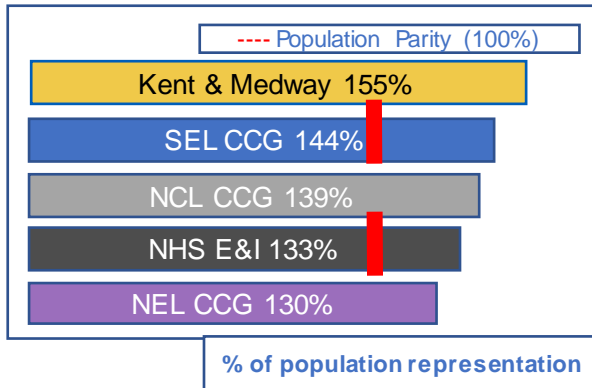 ---- Population Parity (100%)
Kent & Medway 155%
SEL CCG 144%
NCL CCG 139%
NHS E&I 133%
NEL CCG 130%
% of population representation